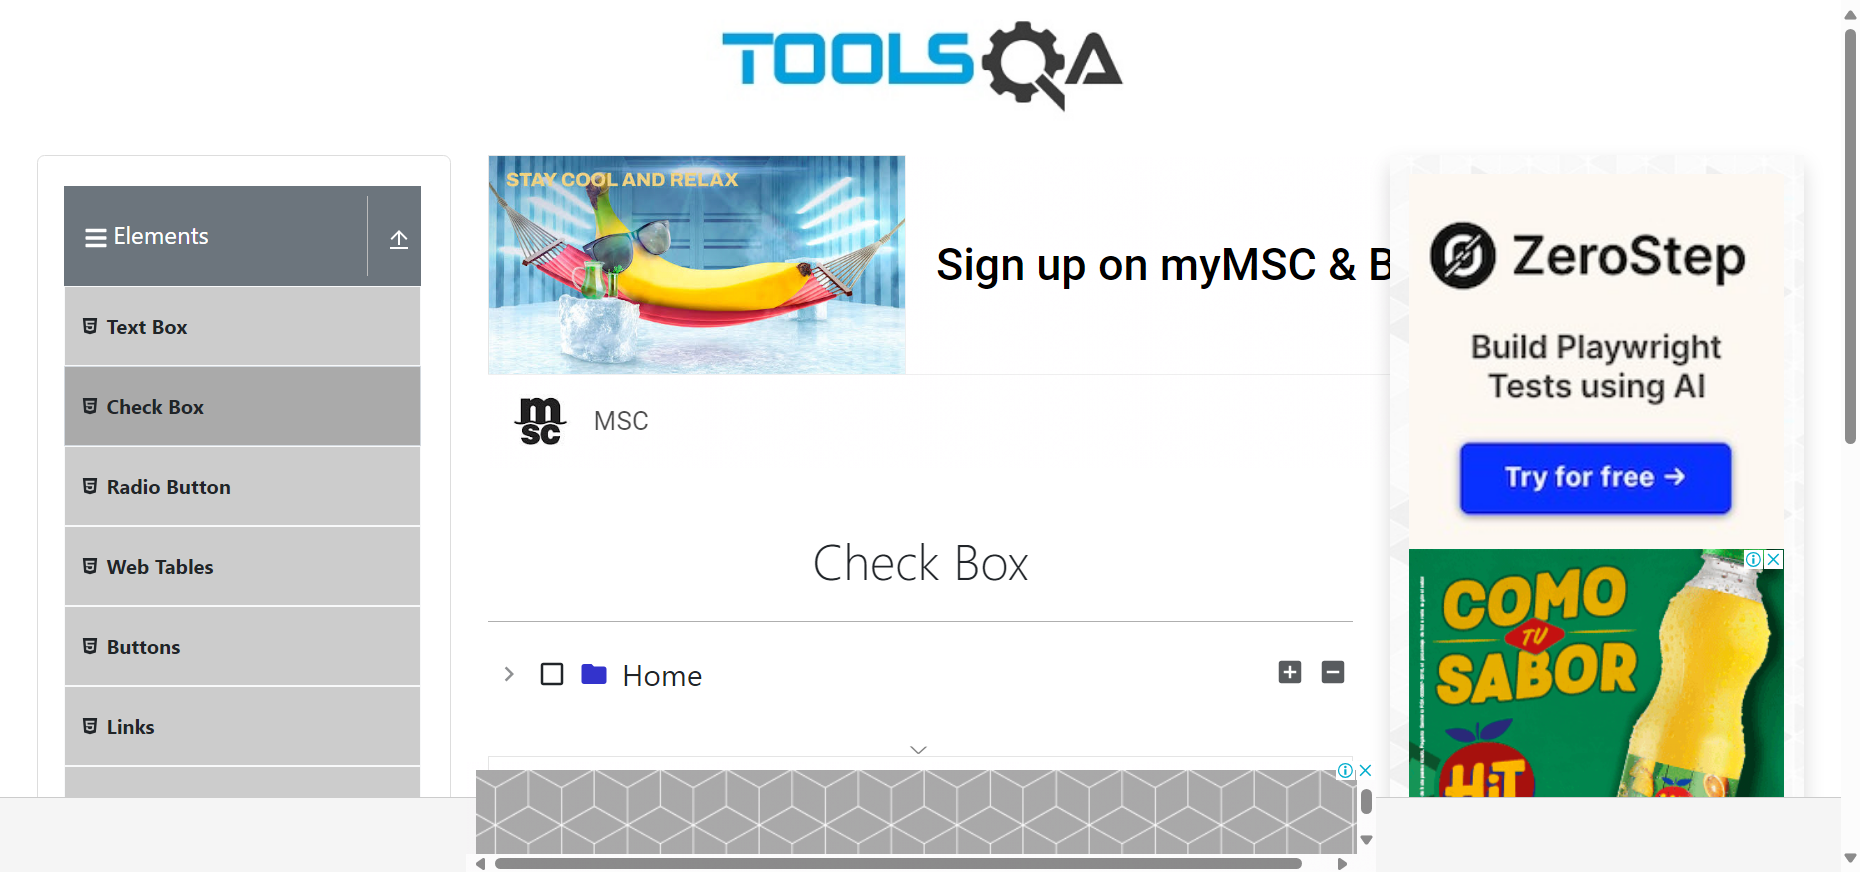 TOOLSQA
Elements
Text Box
Check Box
Radio Button
Web Tables
Buttons
Links
STAY COOL AND RELAX
Sign up on myMSC & B
msc
MSC
Check Box
Home
ZeroStep
Build Playwright
Tests using AI
Try for free →
COMO
TU
SABOR
HiT